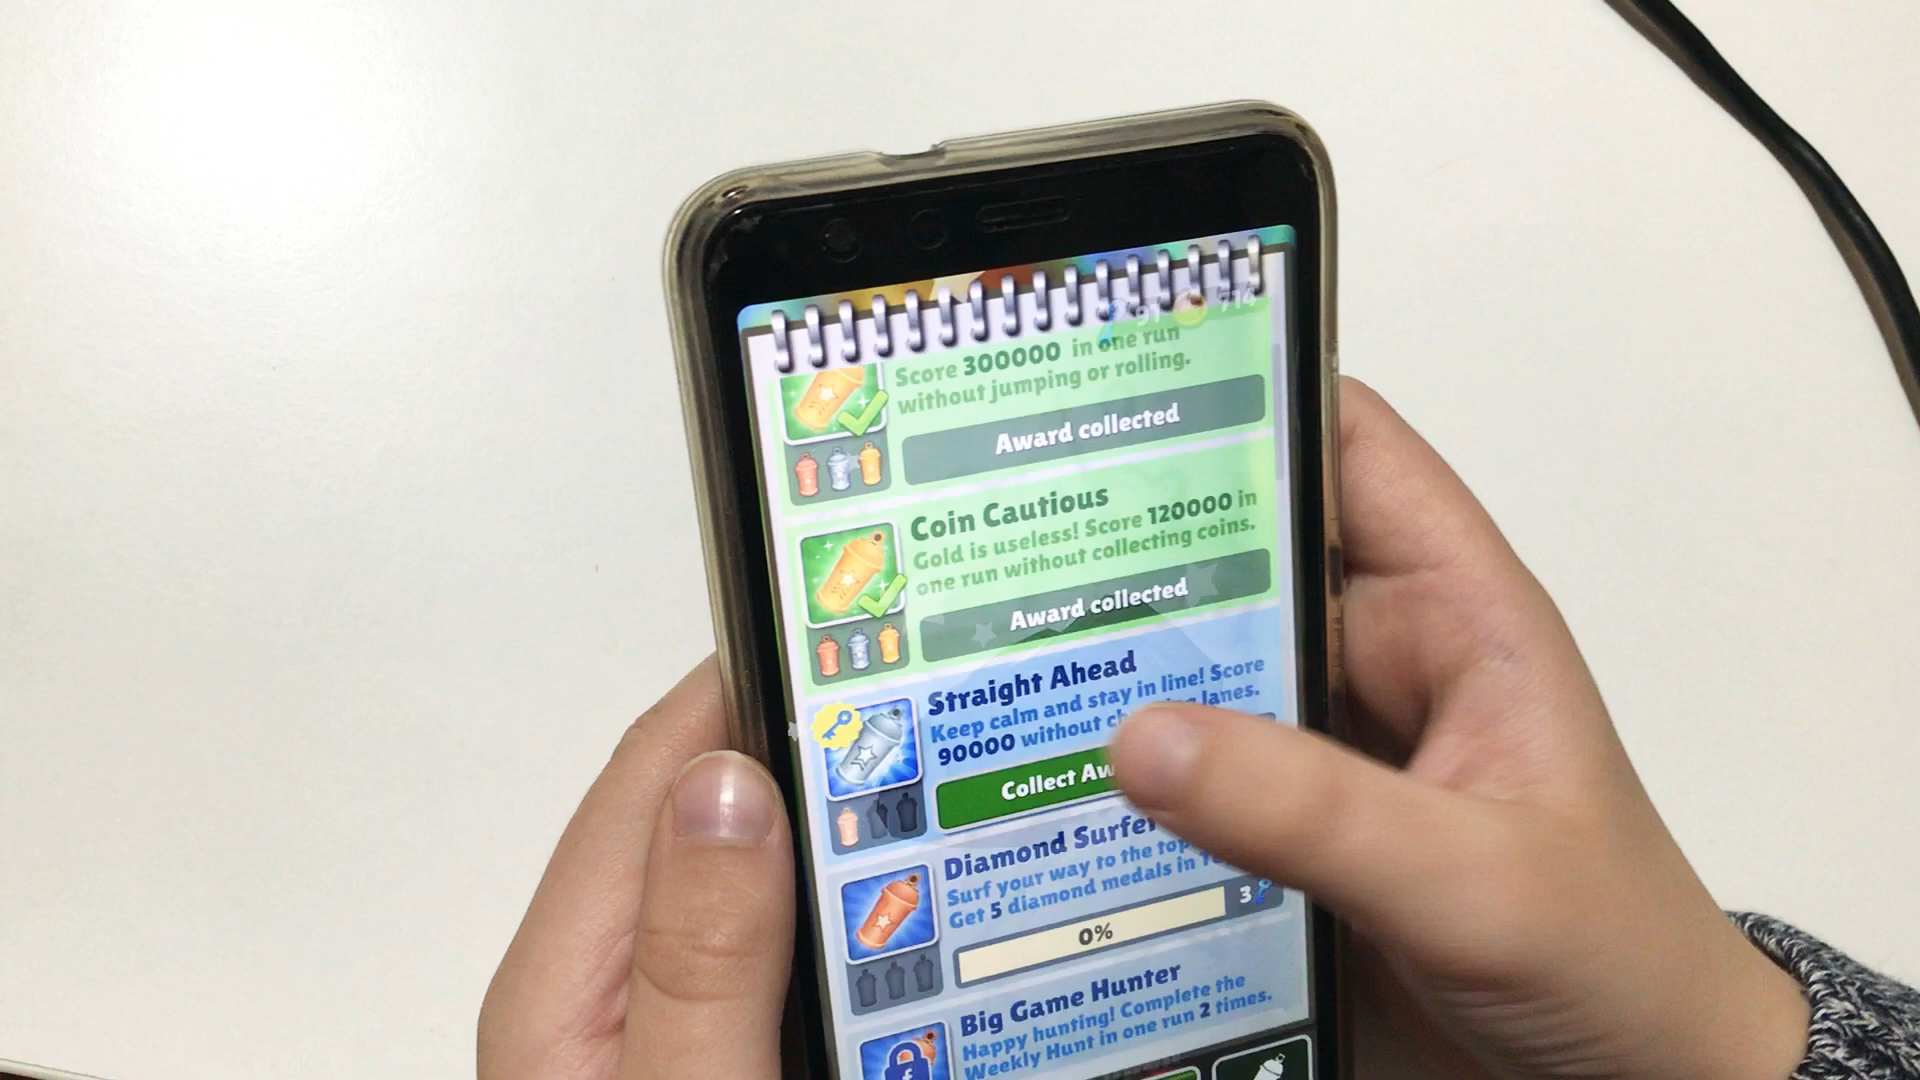 91 714
Score 300000 in one run
without jumping or rolling.
Award collected
Coin Cautious
Gold is useless! Score 120000 in
one run without collecting coins.
Award collected
Straight Ahead
Keep calm and stay in line! Score
90000 without lanes.
Collect
Diamond Surfer
Surf your way to the top
Get 5 diamond medals in
3
0%
Big Game Hunter
Happy hunting! Complete the
Weekly Hunt in one run 2 times.
f